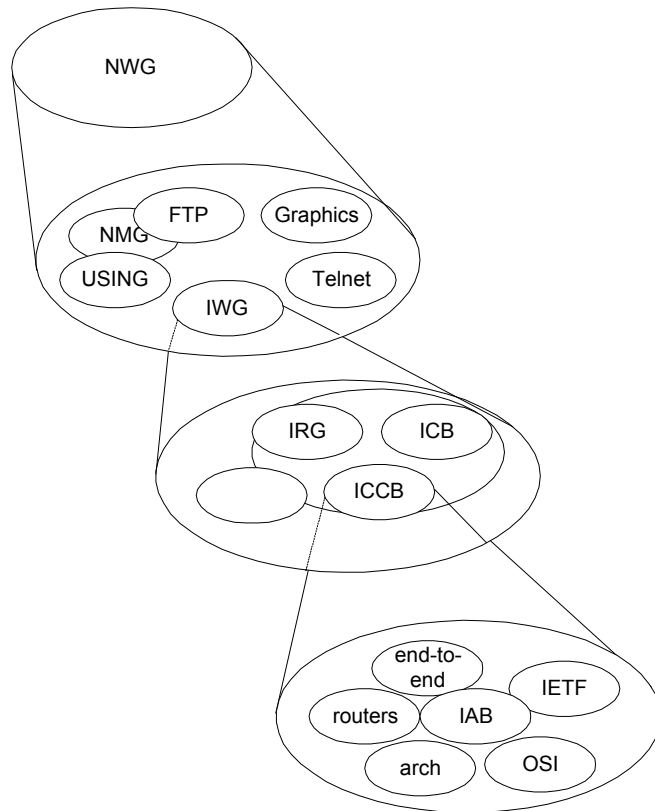 NWG
FTP
Graphics
NMG
USING
Telnet
IWG
IRG
ICB
ICCB
end-to-
end
IETF
routers
IAB
arch
OSI